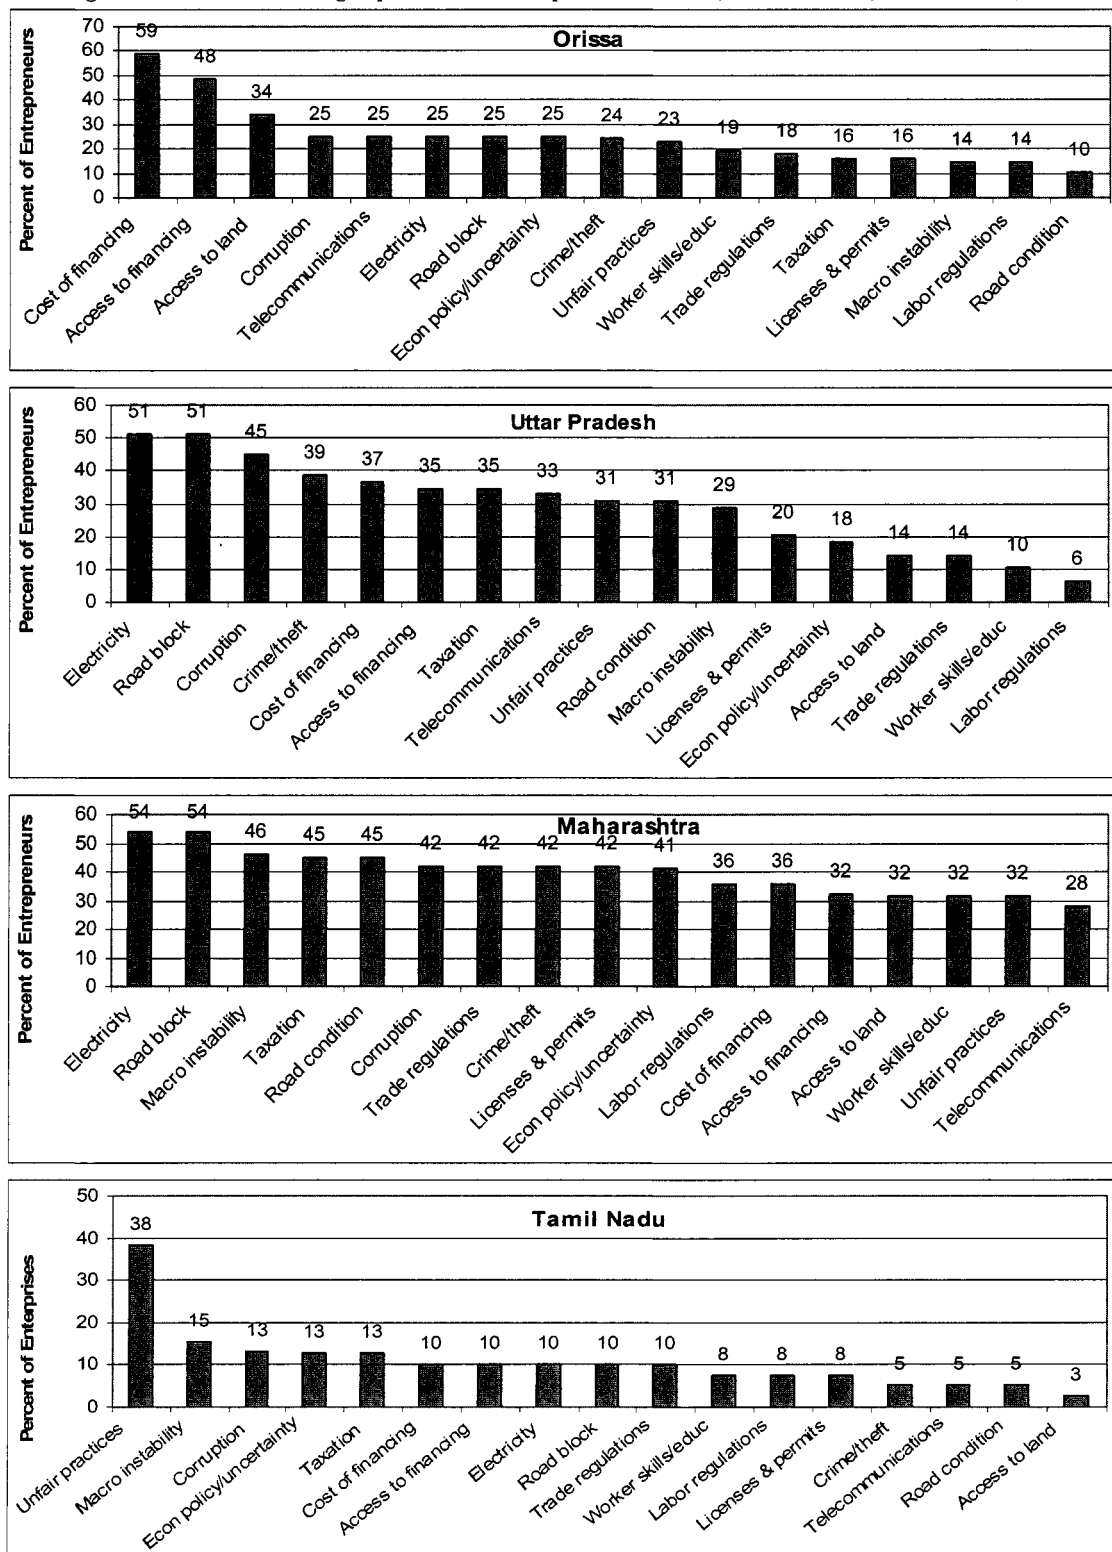 Orissa
Percent of Entrepreneurs
70
60
50
40
30
20
10
0
59
48
34
25
25
25
25
25
24
23
19
18
16
16
14
14
10
Cost of financing
Access to financing
Access to land
Corruption
Telecommunications
Electricity
Road block
Econ policy/uncertainty
Crime/theft
Unfair practices
Worker skills/educ
Trade regulations
Taxation
Licenses & permits
Macro instability
Labor regulations
Road condition
Uttar Pradesh
Percent of Entrepreneurs
60
50
40
30
20
10
0
51
51
45
39
37
35
35
33
31
31
29
20
18
14
14
10
6
Electricity
Road block
Corruption
Crime/theft
Cost of financing
Access to financing
Taxation
Telecommunications
Unfair practices
Road condition
Macro instability
Licenses & permits
Econ policy/uncertainty
Access to land
Trade regulations
Worker skills/educ
Labor regulations
Maharashtra
Percent of Entrepreneurs
60
50
40
30
20
10
0
54
54
46
45
45
42
42
42
42
41
36
36
32
32
32
32
28
Electricity
Road block
Macro instability
Taxation
Road condition
Corruption
Trade regulations
Crime/theft
Licenses & permits
Econ policy/uncertainty
Labor regulations
Cost of financing
Access to financing
Access to land
Worker skills/educ
Unfair practices
Telecommunications
Tamil Nadu
Percent of Enterprises
50
40
30
20
10
0
38
15
13
13
13
10
10
10
10
10
8
8
8
5
5
5
3
Unfair practices
Macro instability
Corruption
Econ policy/uncertainty
Taxation
Cost of financing
Access to financing
Electricity
Road block
Trade regulations
Worker skills/educ
Labor regulations
Licenses & permits
Crime/theft
Telecommunications
Road condition
Access to land